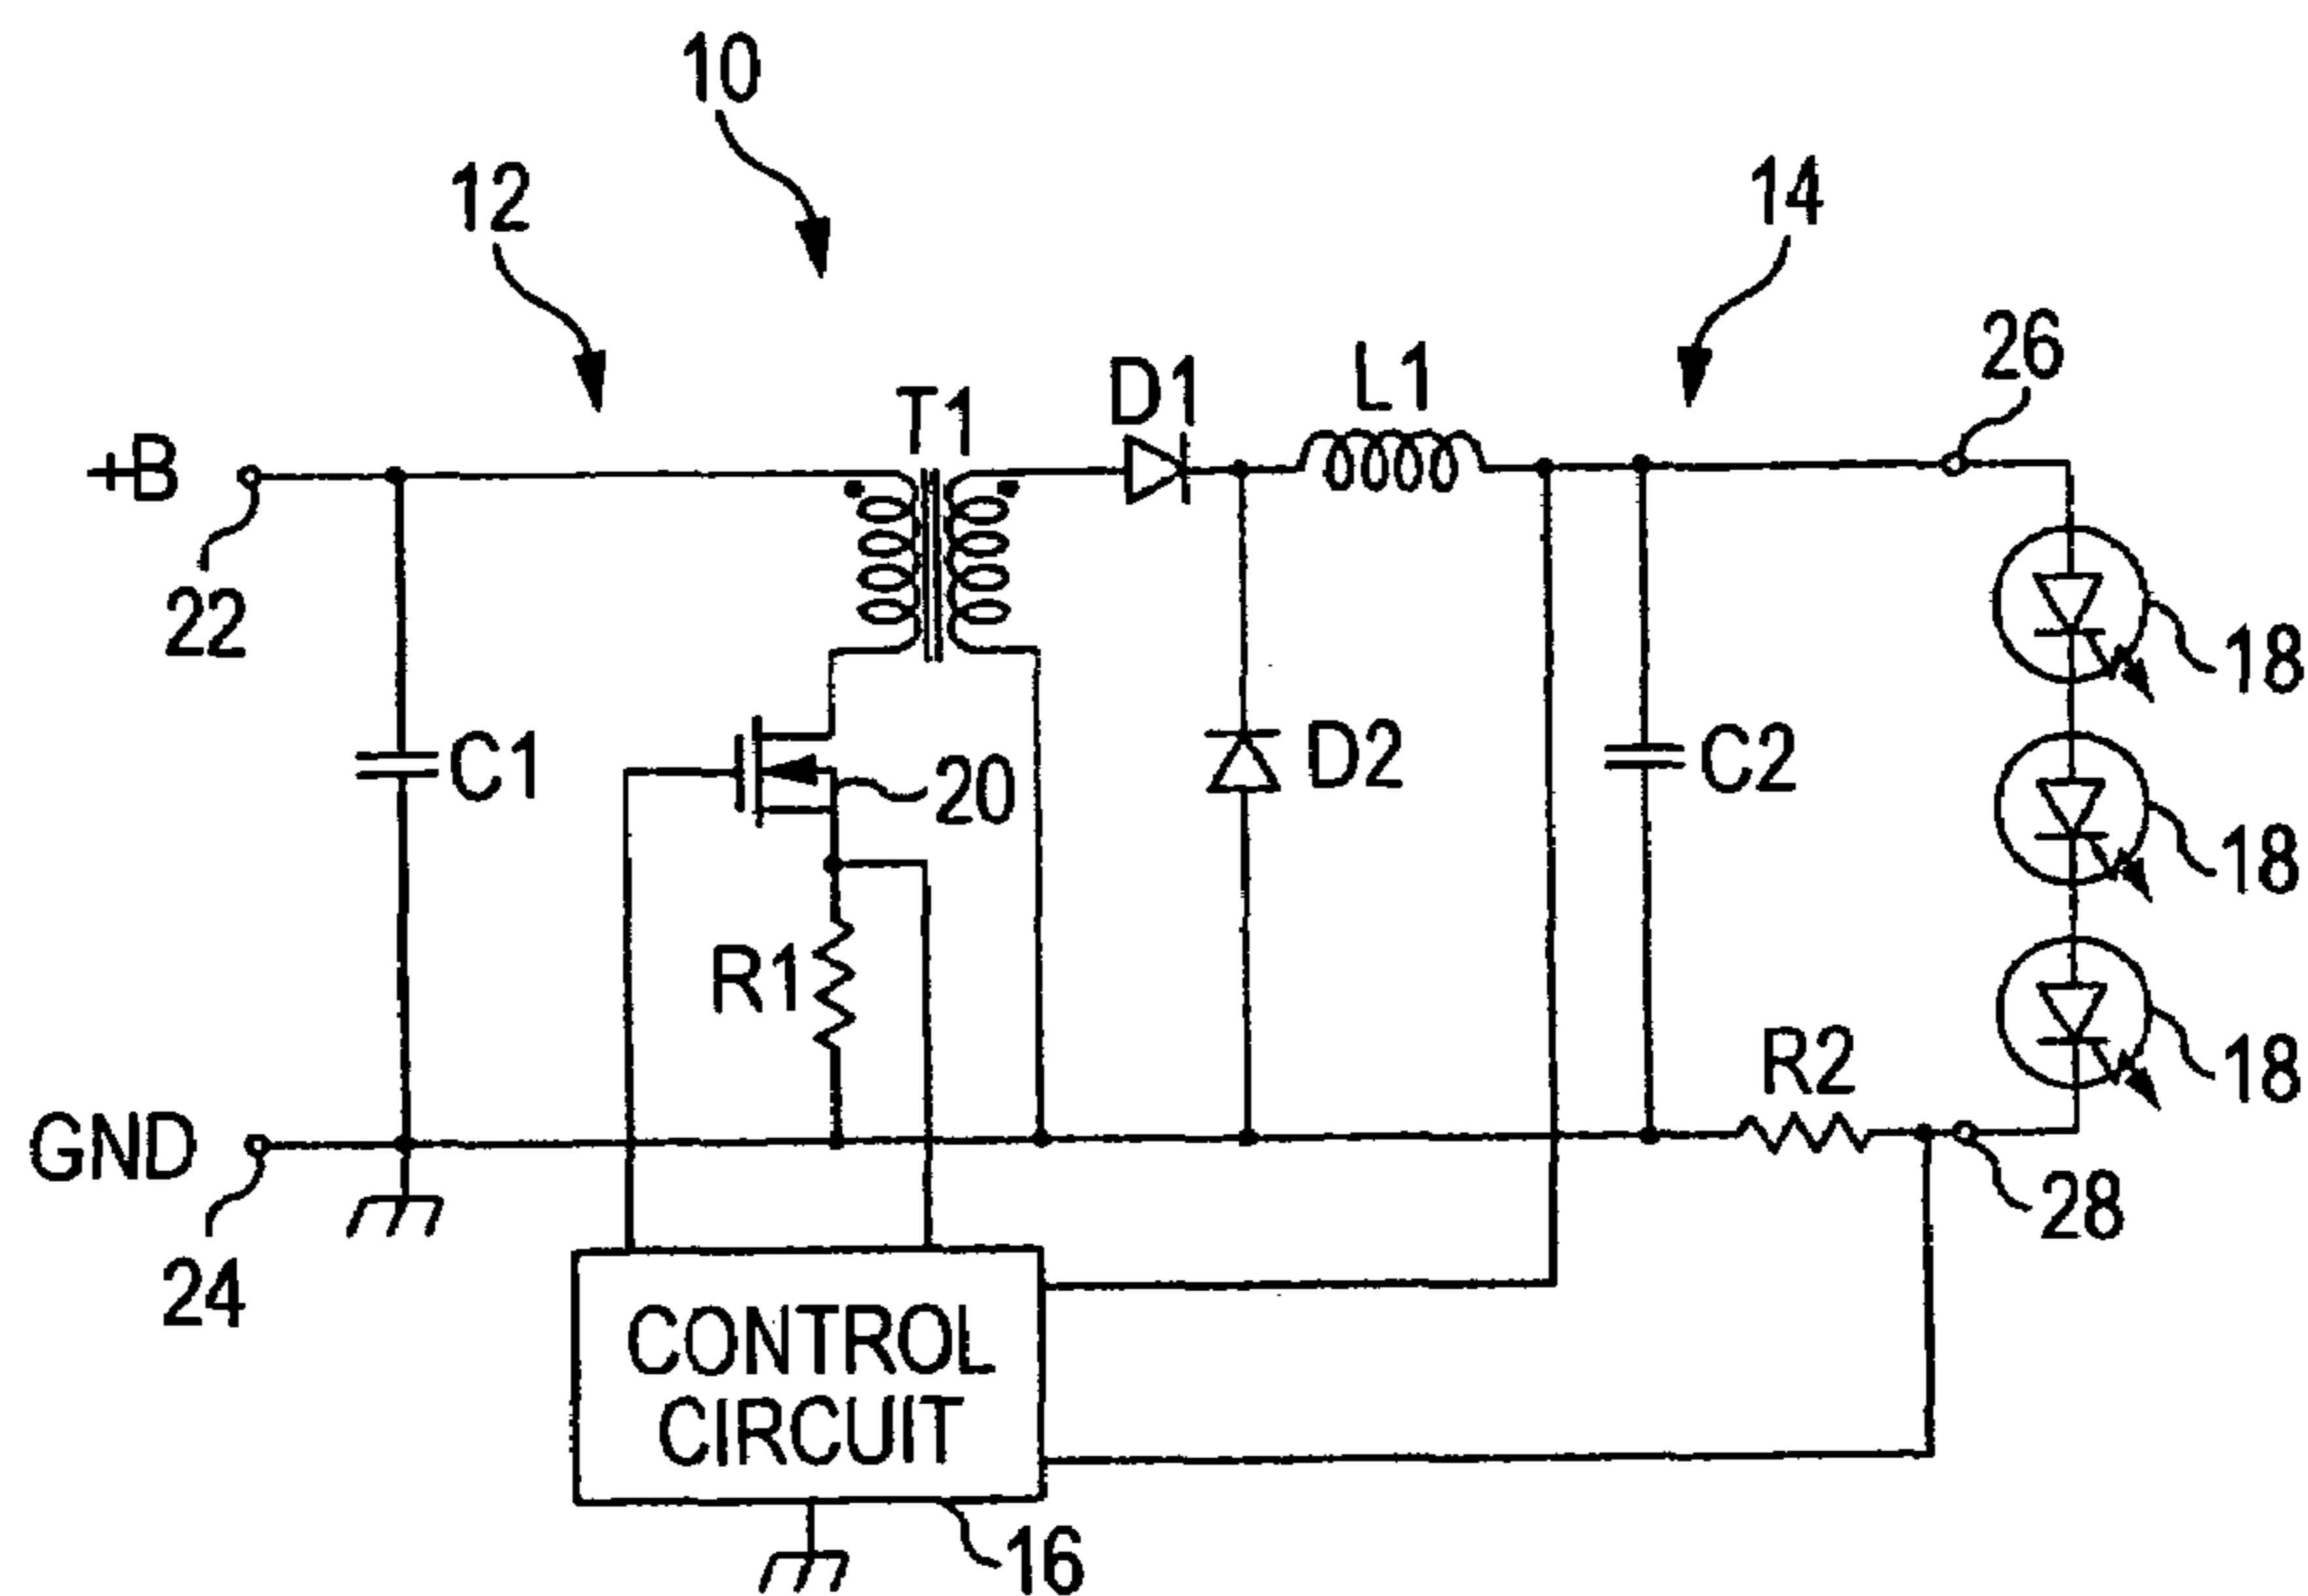 10
12
14
26
T1
D1
L1
+B
22
18
C1
20
D2
C2
18
R1
R2
18
GND
24
28
CONTROL
CIRCUIT
16